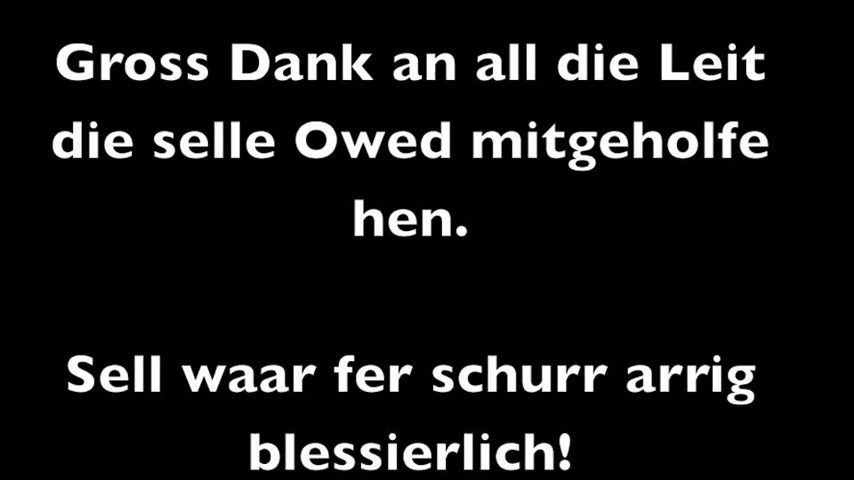 Gross Dank an all die Leit
die selle Owed mitgeholfe
hen.
Sell waar fer schurr arrig
blessierlich!